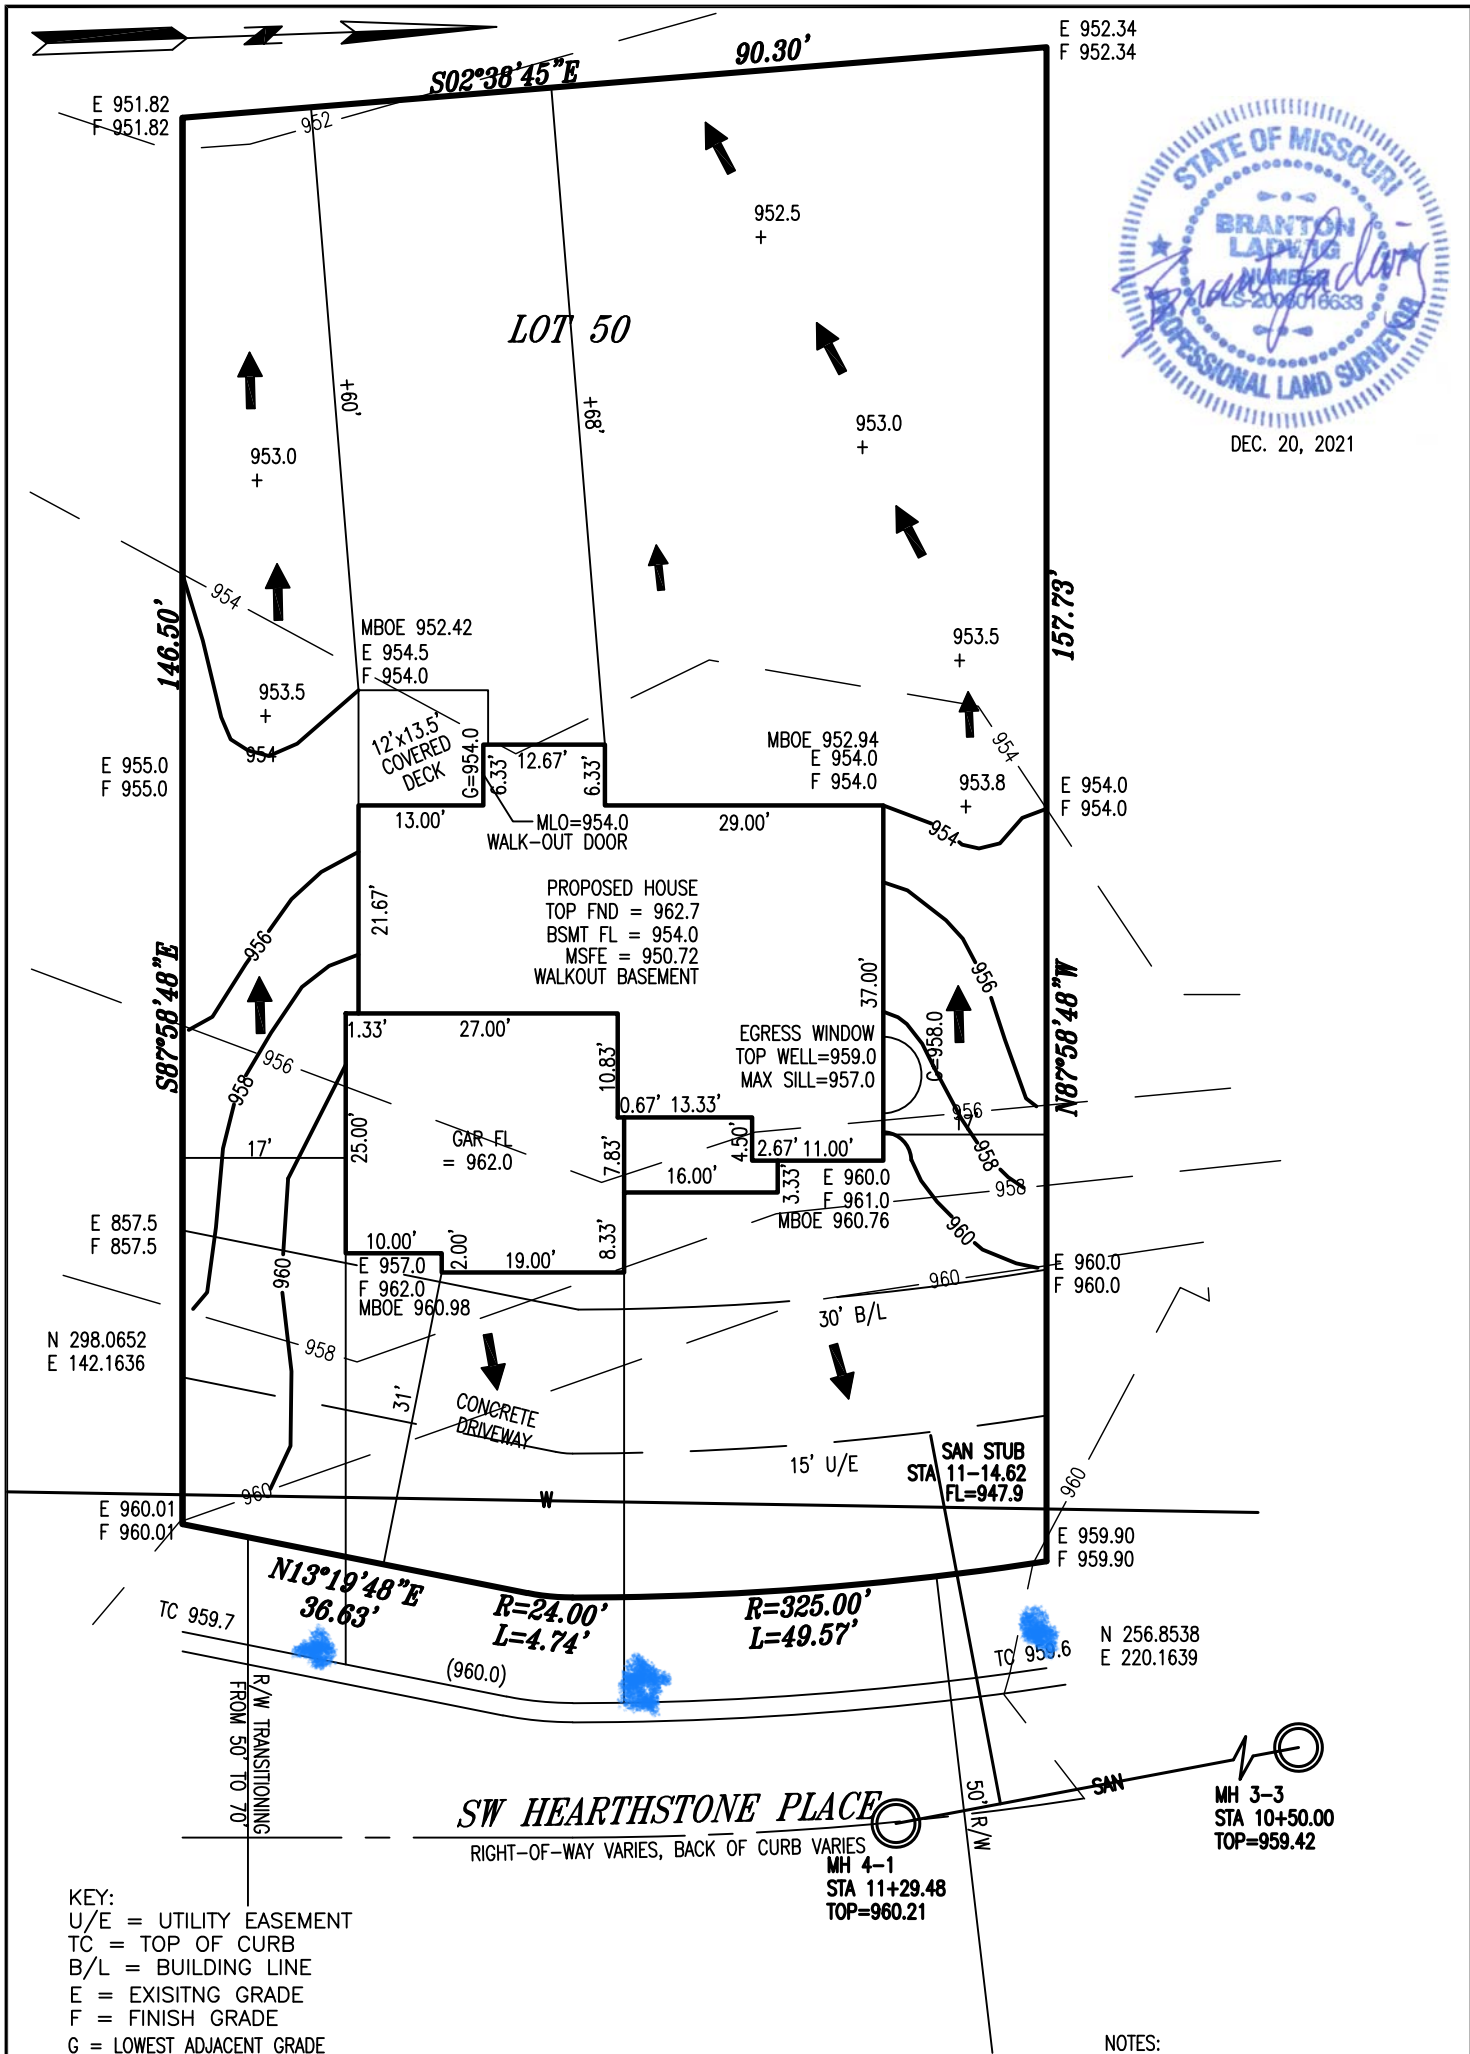 E 952.34
F 952.34
90.30'
S02°38'45"E
E 951.82
F 951.82
952
STATE OF MISSOURI
BRANTON
LADWIG
NUMBER
PLS-2006016633
PROFESSIONAL LAND SURVEYOR
DEC. 20, 2021
952.5
+
LOT 50
+60'
+68'
953.0
+
953.0
+
954
146.50'
157.73'
MBOE 952.42
E 954.5
F 954.0
953.5
+
953.5
+
954
954
12'x13.5'
COVERED
DECK
G=954.0
6.33'
12.67'
6.33'
MBOE 952.94
E 954.0
F 954.0
E 955.0
F 955.0
953.8
+
E 954.0
F 954.0
13.00'
MLO=954.0
WALK-OUT DOOR
29.00'
954
21.67'
PROPOSED HOUSE
TOP FND = 962.7
BSMT FL = 954.0
MSFE = 950.72
WALKOUT BASEMENT
956
956
37.00'
S87°58'48"E
N87°58'48"W
1.33'
27.00'
10.83'
EGRESS WINDOW
TOP WELL=959.0
MAX SILL=957.0
G=958.0
956
958
0.67'
13.33'
956
17'
17'
25.00'
GAR FL
= 962.0
7.83'
4.50'
2.67'
11.00'
958
958
16.00'
3.33'
E 960.0
F 961.0
MBOE 960.76
E 857.5
F 857.5
10.00'
2.00'
19.00'
8.33'
960
960
E 957.0
F 962.0
MBOE 960.98
960
E 960.0
F 960.0
30' B/L
N 298.0652
E 142.1636
958
31'
CONCRETE
DRIVEWAY
15' U/E
SAN STUB
STA 11-14.62
FL=947.9
960
960
W
E 960.01
F 960.01
E 959.90
F 959.90
N13°19'48"E
36.63'
R=24.00'
L=4.74'
R=325.00'
L=49.57'
TC 959.7
(960.0)
TC 959.6
N 256.8538
E 220.1639
R/W TRANSITIONING
FROM 50' TO 70'
SW HEARTHSTONE PLACE
RIGHT-OF-WAY VARIES, BACK OF CURB VARIES
50' R/W
SAN
MH 3-3
STA 10+50.00
TOP=959.42
MH 4-1
STA 11+29.48
TOP=960.21
KEY:
U/E = UTILITY EASEMENT
TC = TOP OF CURB
B/L = BUILDING LINE
E = EXISITNG GRADE
F = FINISH GRADE
G = LOWEST ADJACENT GRADE
NOTES: